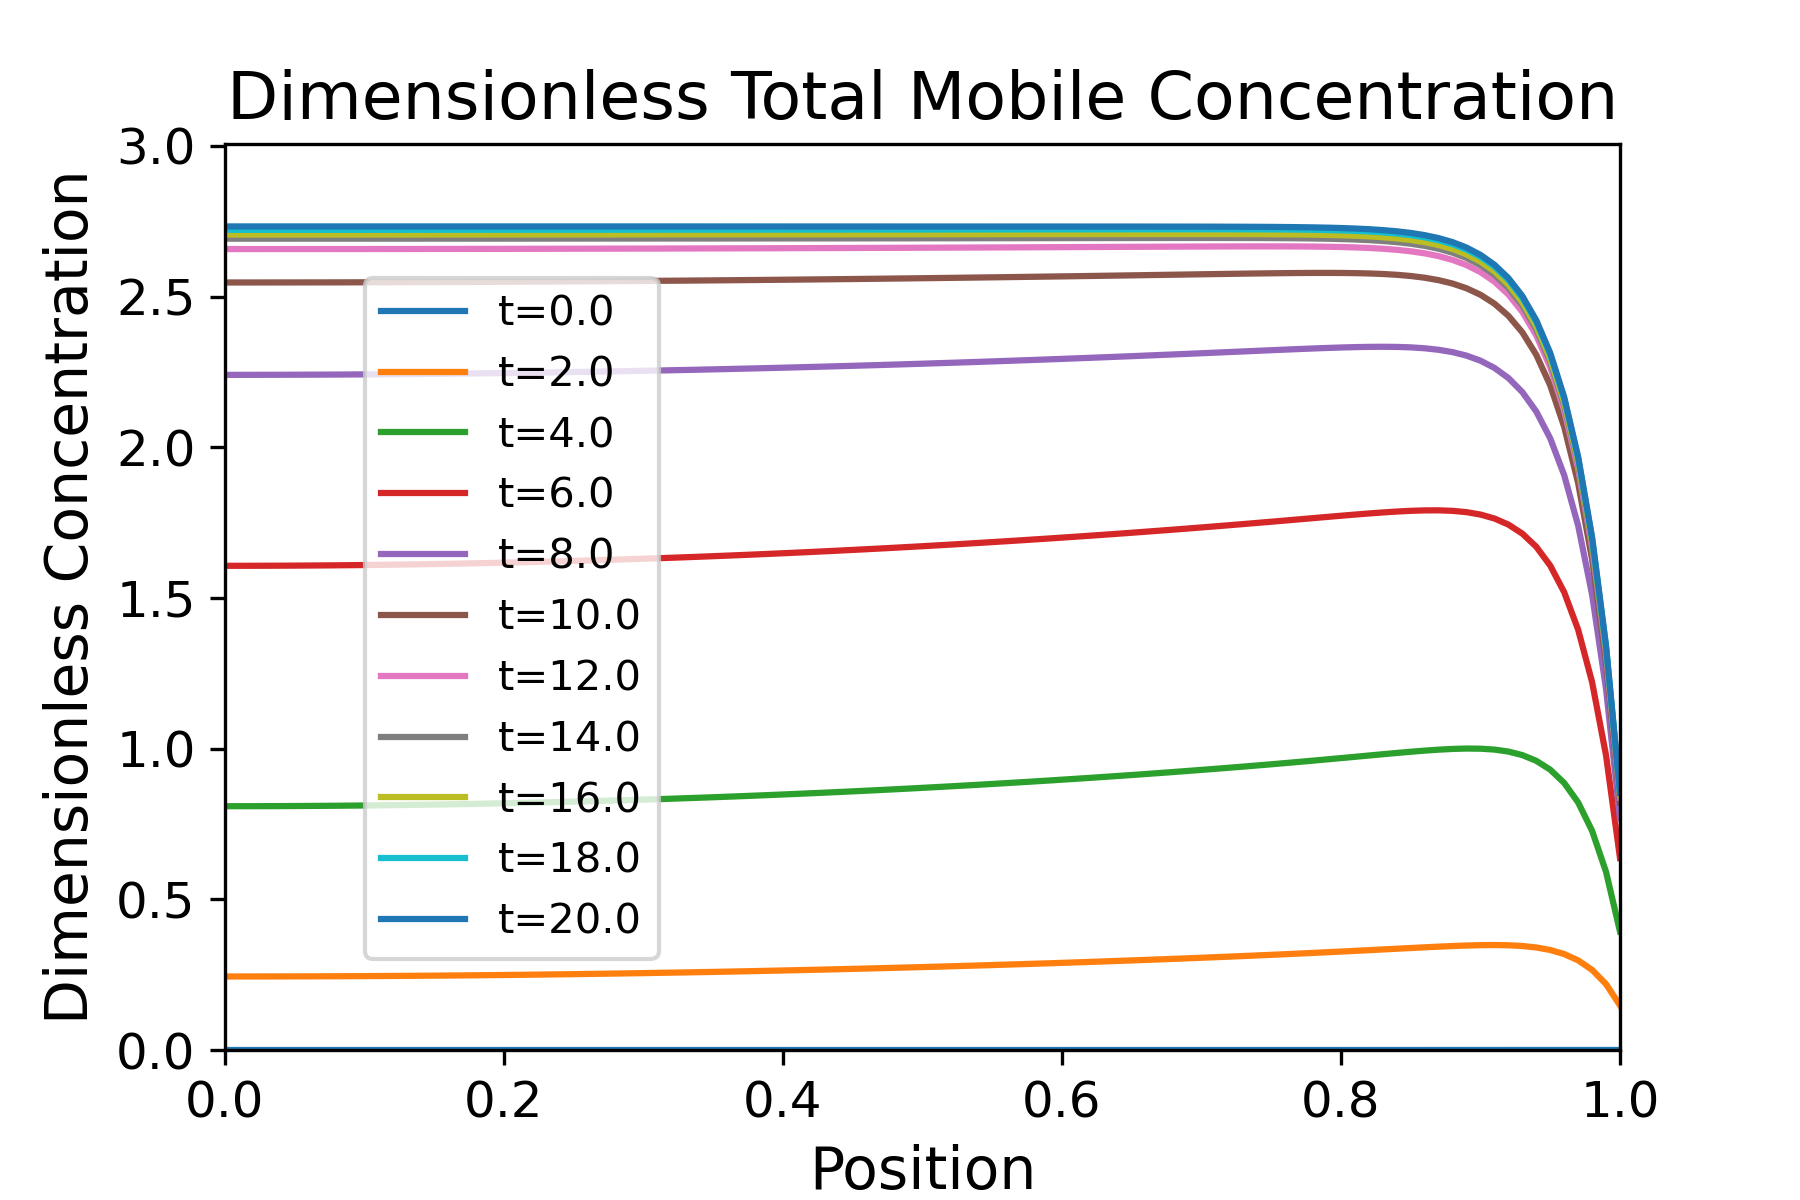 Dimensionless Total Mobile Concentration
Dimensionless Concentration
3.0
2.5
2.0
1.5
1.0
0.5
0.0
t=0.0
t=2.0
t=4.0
t=6.0
t=8.0
t=10.0
t=12.0
t=14.0
t=16.0
t=18.0
t=20.0
0.0 0.2 0.4 0.6 0.8 1.0
Position